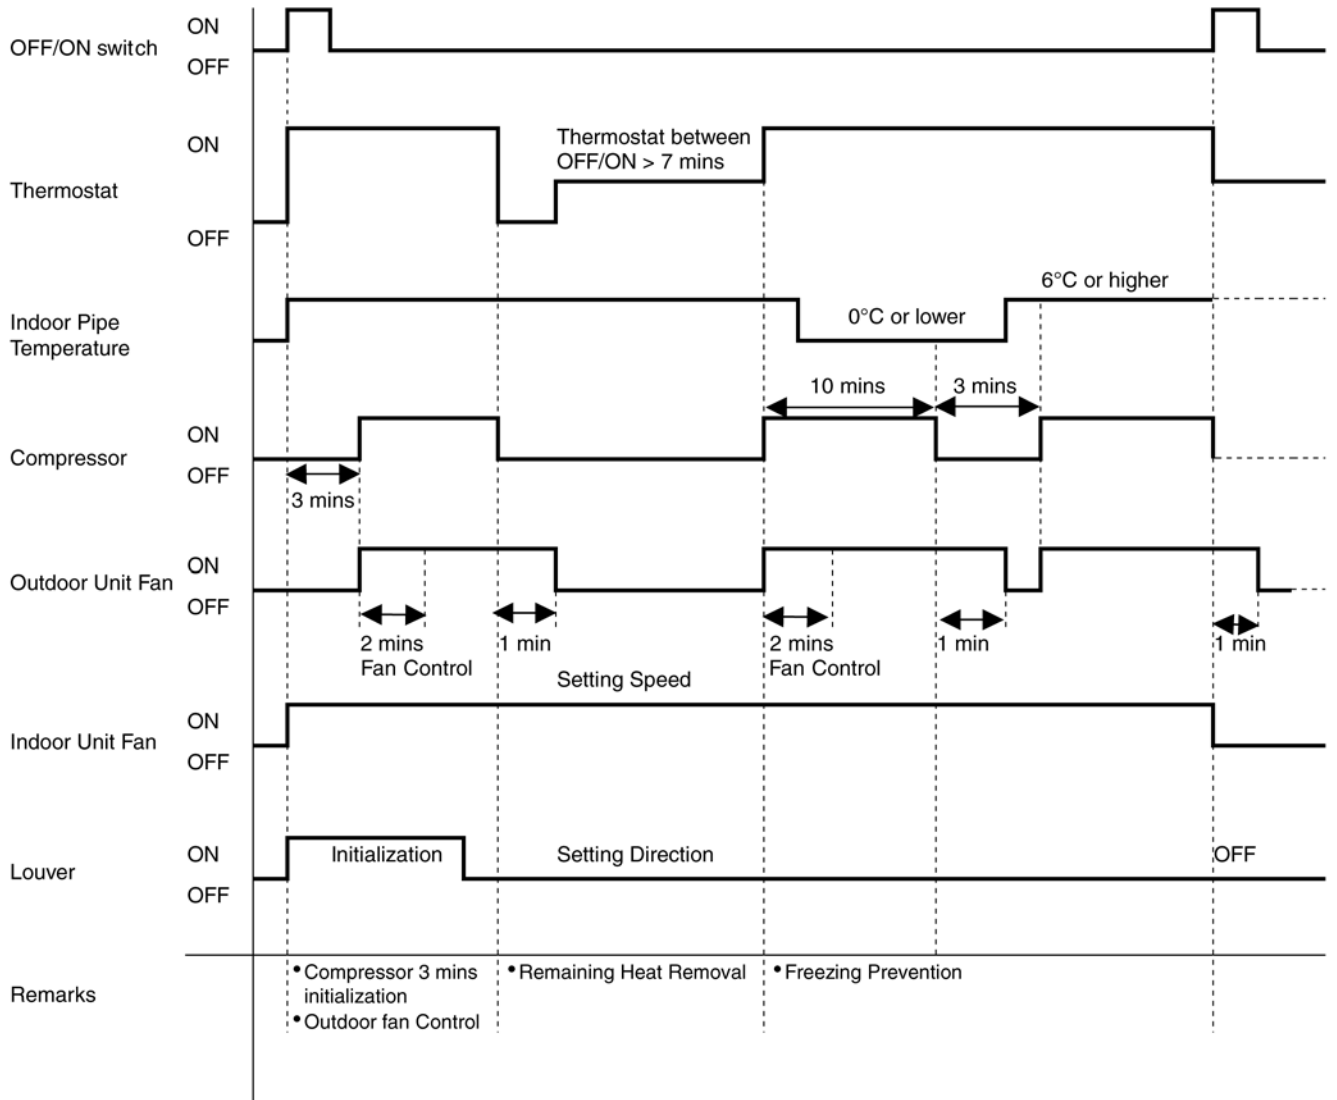 ON
OFF/ON switch
OFF
ON
Thermostat between
OFF/ON > 7 mins
Thermostat
OFF
6°C or higher
Indoor Pipe
Temperature
0°C or lower
10 mins
3 mins
ON
Compressor
OFF
3 mins
ON
Outdoor Unit Fan
OFF
2 mins
Fan Control
1 min
2 mins
Fan Control
1 min
1 min
Setting Speed
ON
Indoor Unit Fan
OFF
ON
Initialization
Setting Direction
OFF
Louver
OFF
Remarks
•Compressor 3 mins
initialization
•Outdoor fan Control
•Remaining Heat Removal
•Freezing Prevention